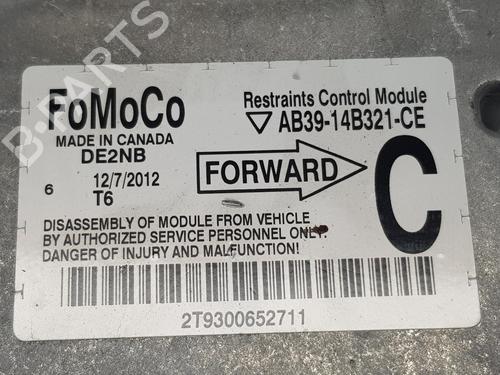 FoMoCo
MADE IN CANADA
DE2NB
6 12/7/2012
T6
Restraints Control Module
▽ AB39-14B321-CE
FORWARD
C
DISASSEMBLY OF MODULE FROM VEHICLE
BY AUTHORIZED SERVICE PERSONNEL ONLY.
DANGER OF INJURY AND MALFUNCTION!
2T9300652711
B-PARTS